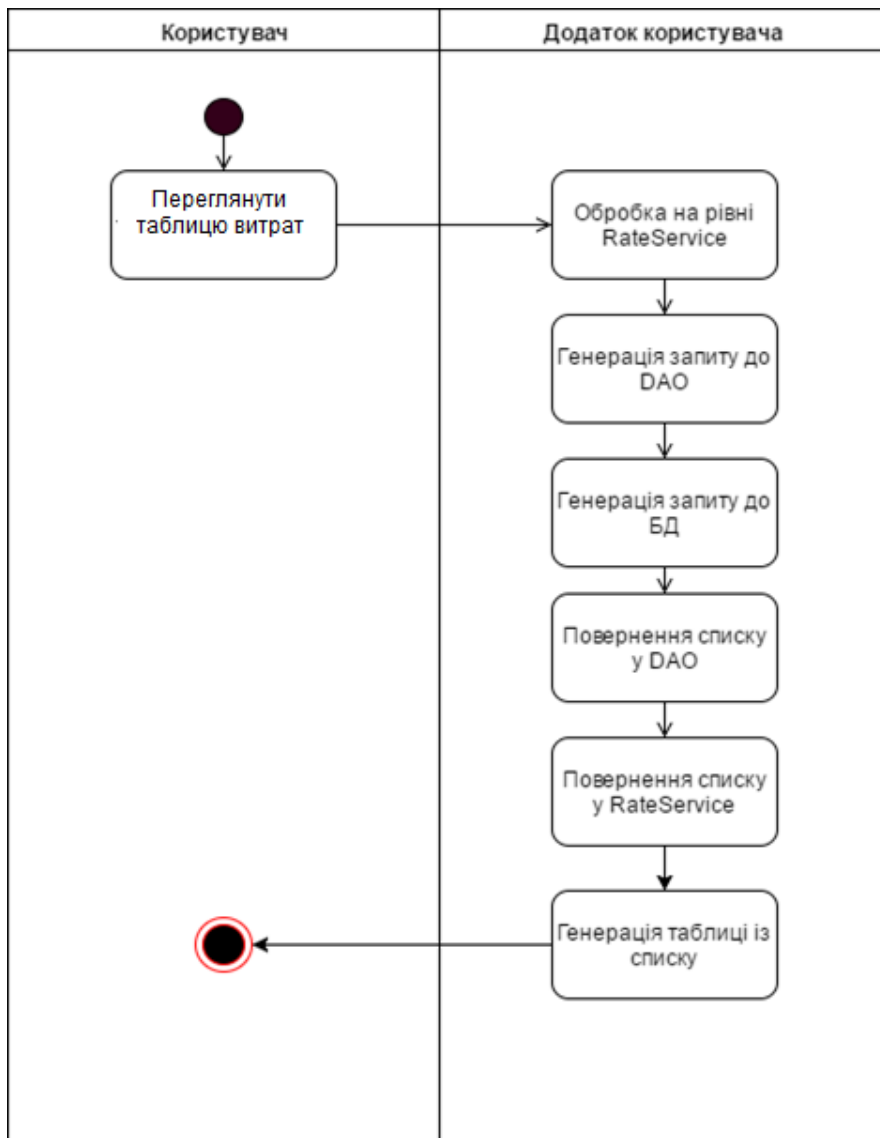 Користувач
Додаток користувача
Переглянути
таблицю витрат
Обробка на рівні
RateService
Генерація запиту до
DAO
Генерація запиту до
БД
Повернення списку
у DAO
Повернення списку
у RateService
Генерація таблиці із
списку